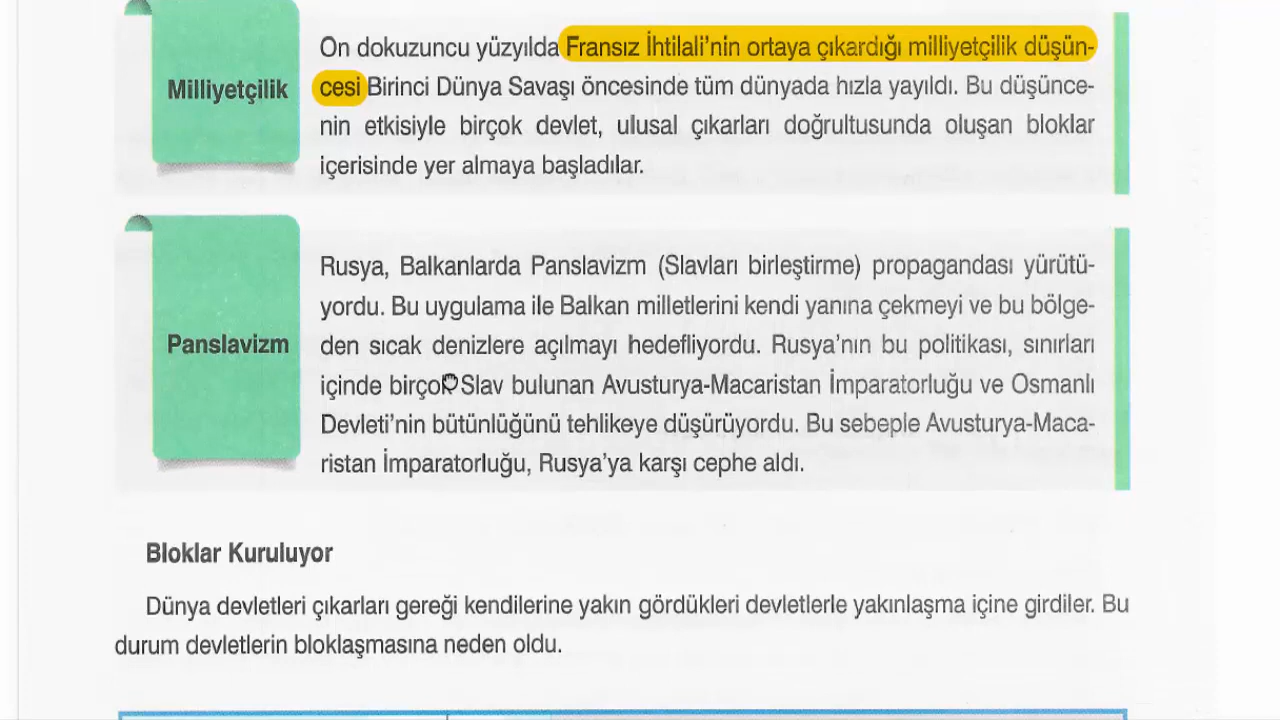 Milliyetçilik
On dokuzuncu yüzyılda Fransız İhtilali’nin ortaya çıkardığı milliyetçilik düşün-
cesi Birinci Dünya Savaşı öncesinde tüm dünyada hızla yayıldı. Bu düşünce-
nin etkisiyle birçok devlet, ulusal çıkarları doğrultusunda oluşan bloklar
içerisinde yer almaya başladılar.
Panslavizm
Rusya, Balkanlarda Panslavizm (Slavları birleştirme) propagandası yürütü-
yordu. Bu uygulama ile Balkan milletlerini kendi yanına çekmeyi ve bu bölge-
den sıcak denizlere açılmayı hedefliyordu. Rusya’nın bu politikası, sınırları
içinde birçok Slav bulunan Avusturya-Macaristan İmparatorluğu ve Osmanlı
Devleti’nin bütünlüğünü tehlikeye düşürüyordu. Bu sebeple Avusturya-Maca-
ristan İmparatorluğu, Rusya’ya karşı cephe aldı.
Bloklar Kuruluyor
Dünya devletleri çıkarları gereği kendilerine yakın gördükleri devletlerle yakınlaşma içine girdiler. Bu
durum devletlerin bloklaşmasına neden oldu.